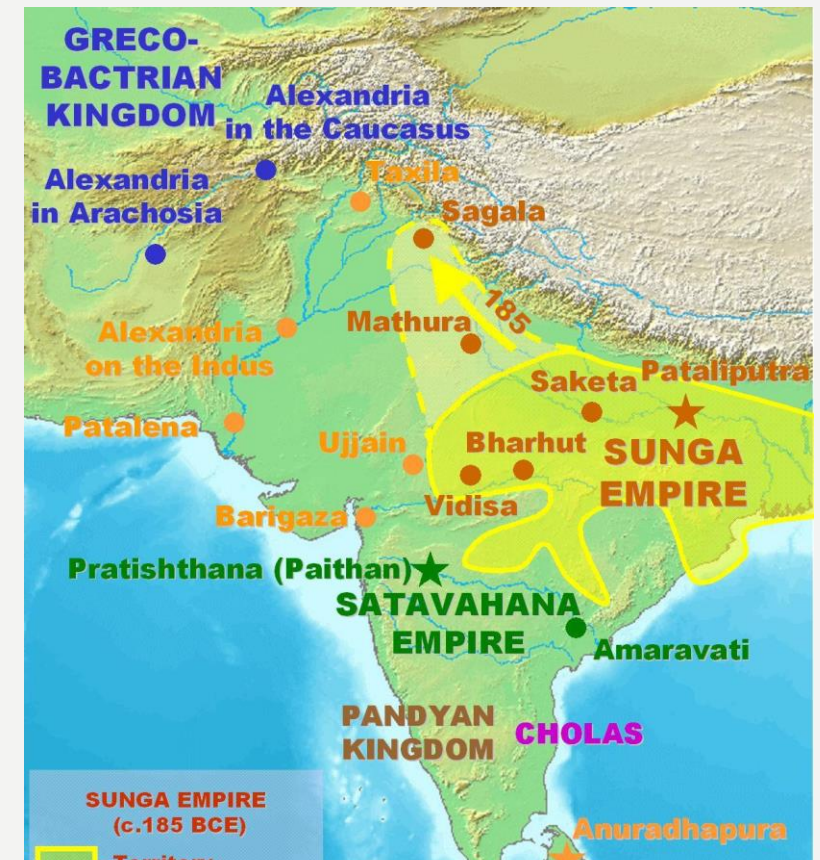 GRECO-
BACTRIAN
KINGDOM
Alexandria
in the Caucasus
Alexandria
in Arachosia
Taxila
Sagala
185
Mathura
Alexandria
on the Indus
Saketa
Pataliputra
Patalena
Ujjain
Bharhut
SUNGA
EMPIRE
Vidisa
Barigaza
Pratishthana (Paithan)
SATAVAHANA
EMPIRE
Amaravati
PANDYAN
KINGDOM
CHOLAS
SUNGA EMPIRE
(c.185 BCE)
Anuradhapura
Territory